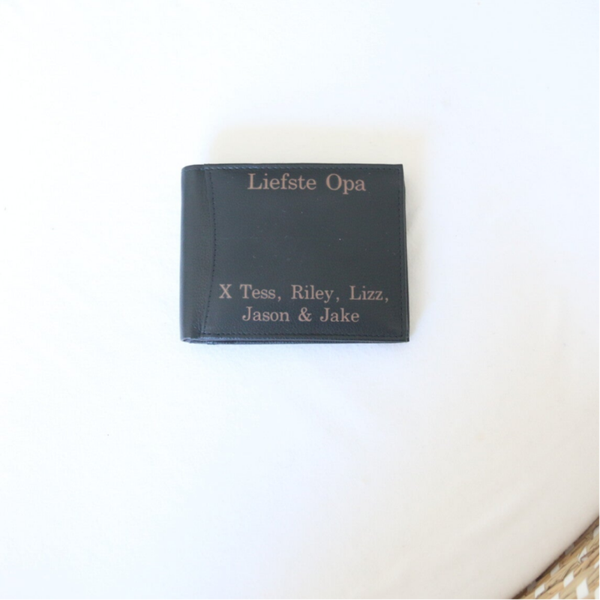 Liefste Opa
X Tess, Riley, Lizz,
Jason & Jake